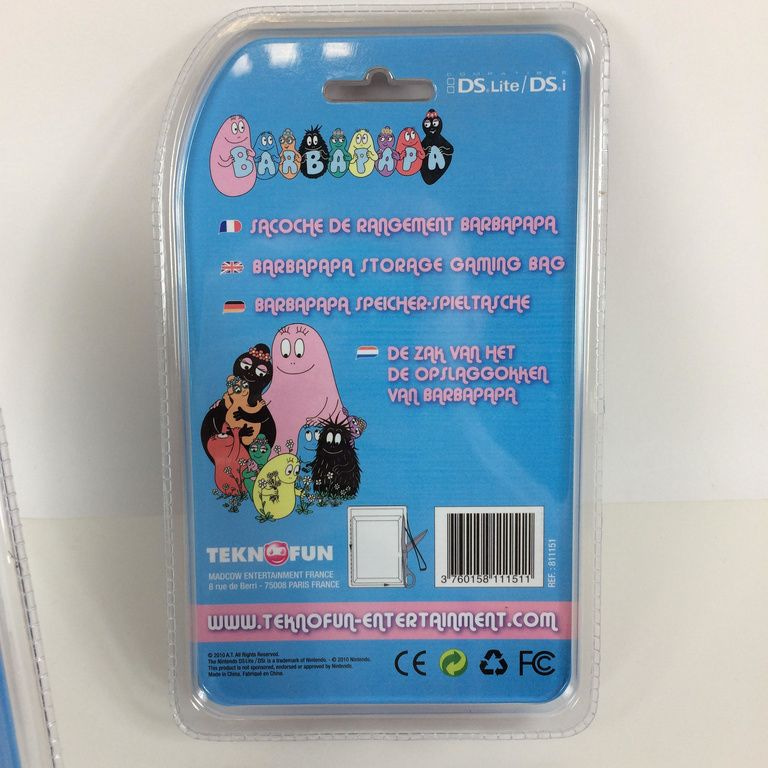 COMPATIBLE
DS Lite / DS i
BARBAPAPA
SACOCHE DE RANGEMENT BARBAPAPA
BARBAPAPA STORAGE GAMING BAG
BARBAPAPA SPEICHER-SPIELTASCHE
DE ZAK VAN HET
DE OPSLAGGOKKEN
VAN BARBAPAPA
TEKNOFUN
MADCOW ENTERTAINMENT FRANCE
8 rue de Berri - 75008 PARIS FRANCE
3 760158 111511
REF. : 811151
WWW.TEKNOFUN-ENTERTAINMENT.COM
© 2010 A.T. All Rights Reserved.
The Nintendo DS Lite / DSi is a trademark of Nintendo. - © 2010 Nintendo.
This product is not sponsored, endorsed or approved by Nintendo.
Made in China. Fabriqué en Chine.
CE FC